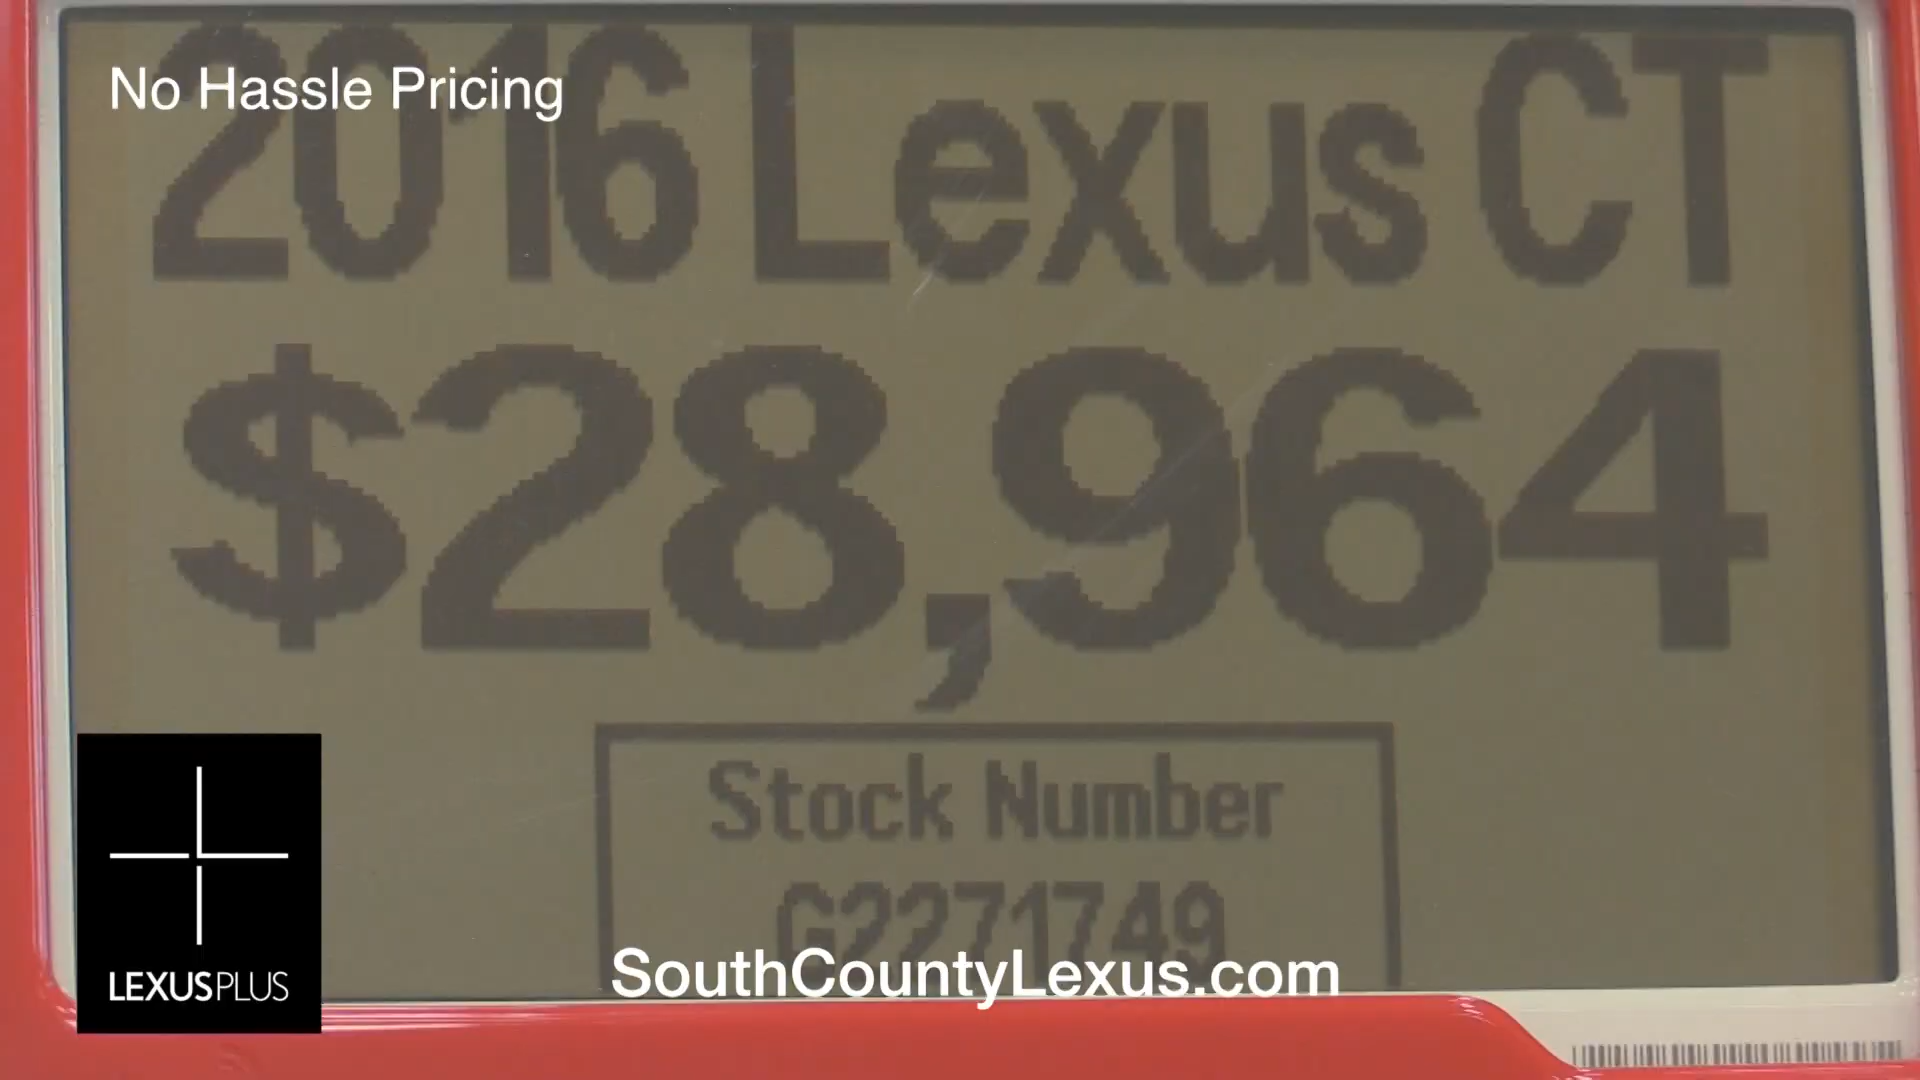 2016 Lexus CT
No Hassle Pricing
$28,964
Stock Number
G2271749
SouthCountyLexus.com
LEXUSPLUS